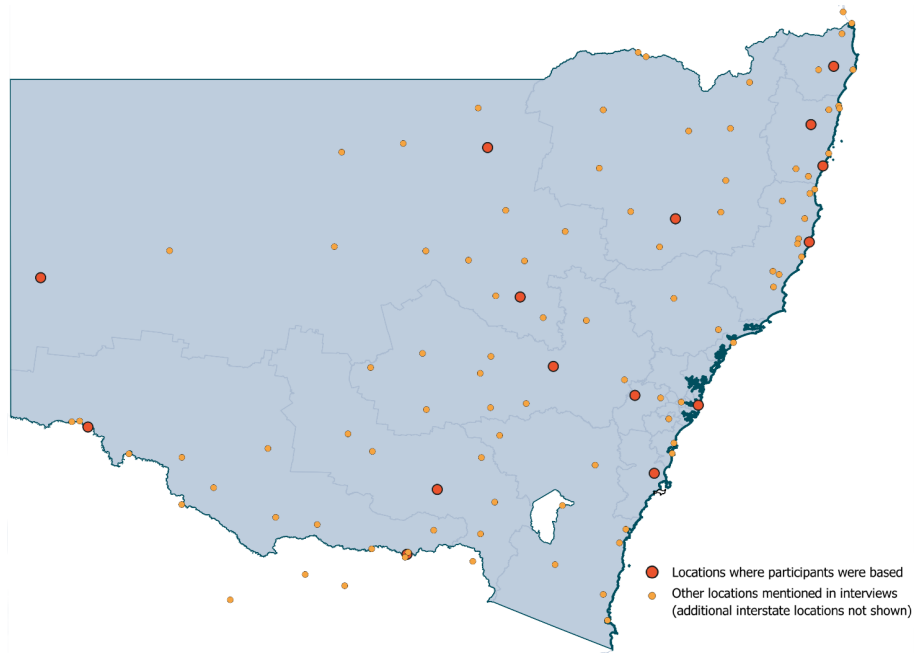 Locations where participants were based
Other locations mentioned in interviews
(additional interstate locations not shown)